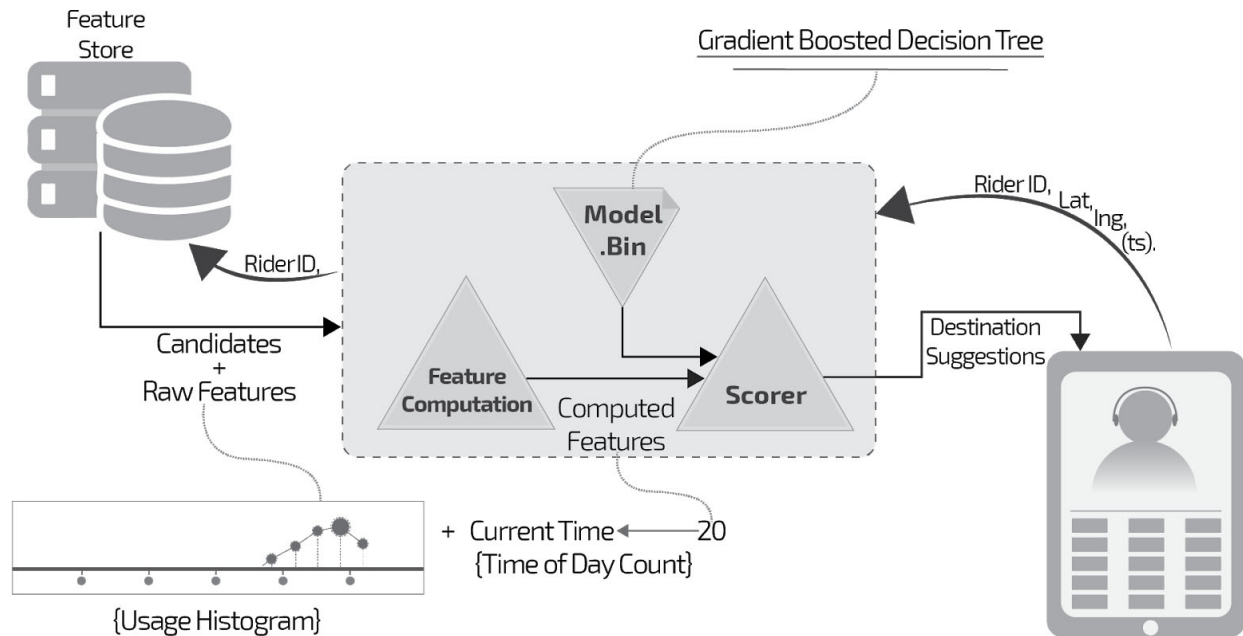 Feature
Store
Gradient Boosted Decision Tree
Rider ID,
Lat,
Ing,
(ts).
Model
.Bin
Rider ID,
Candidates
+
Raw Features
Feature
Computation
Scorer
Computed
Features
Destination
Suggestions
+ Current Time 20
{Time of Day Count}
{Usage Histogram}